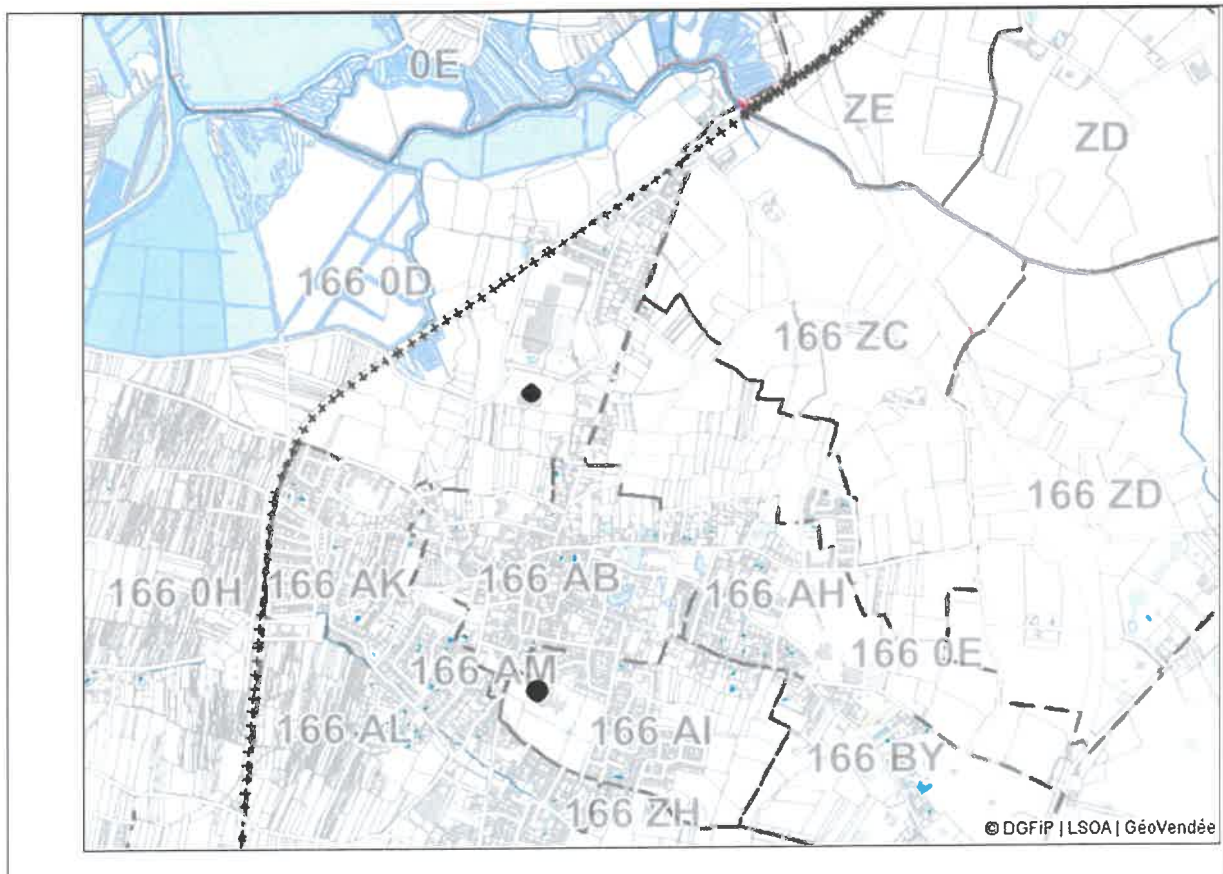 0E
ZE
ZD
166 0D
166 ZC
166 ZD
166 0H
166 AK
166 AB
166 AH
166 0E
166 AM
166 AL
166 AI
166 BY
166 ZH
© DGFiP | LSOA | GéoVendée